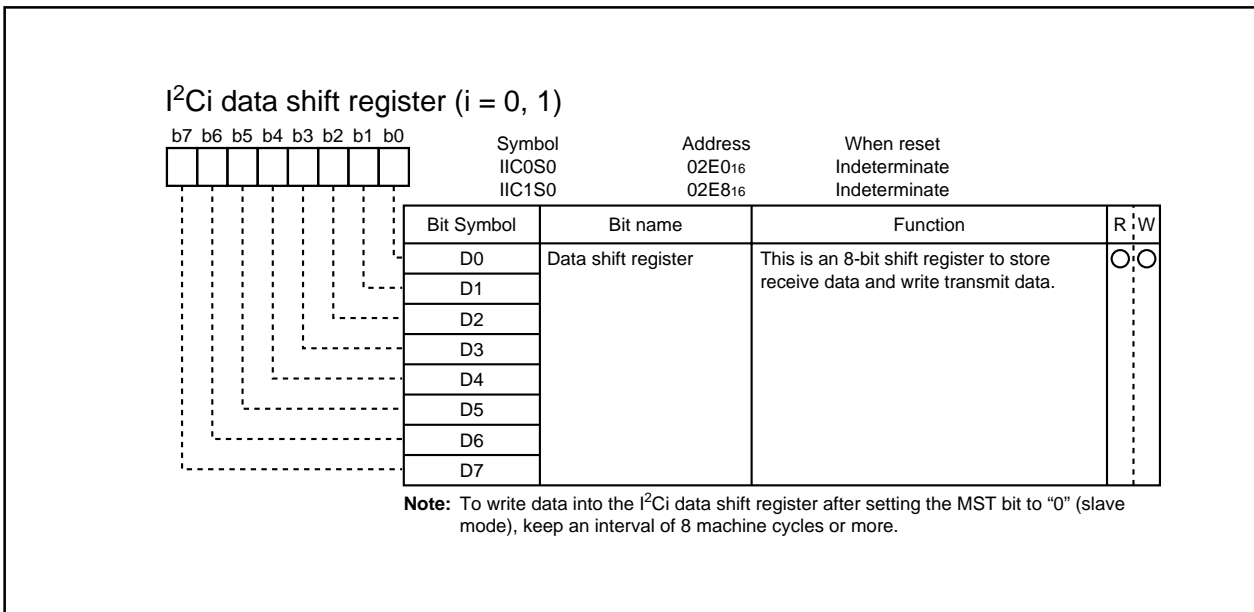 I²Ci data shift register (i = 0, 1)
b7 b6 b5 b4 b3 b2 b1 b0
Symbol Address When reset
IIC0S0 02E0₁₆ Indeterminate
IIC1S0 02E8₁₆ Indeterminate
Bit Symbol Bit name Function R W
D0 Data shift register This is an 8-bit shift register to store
receive data and write transmit data.
D1
D2
D3
D4
D5
D6
D7
Note: To write data into the I²Ci data shift register after setting the MST bit to “0” (slave
mode), keep an interval of 8 machine cycles or more.